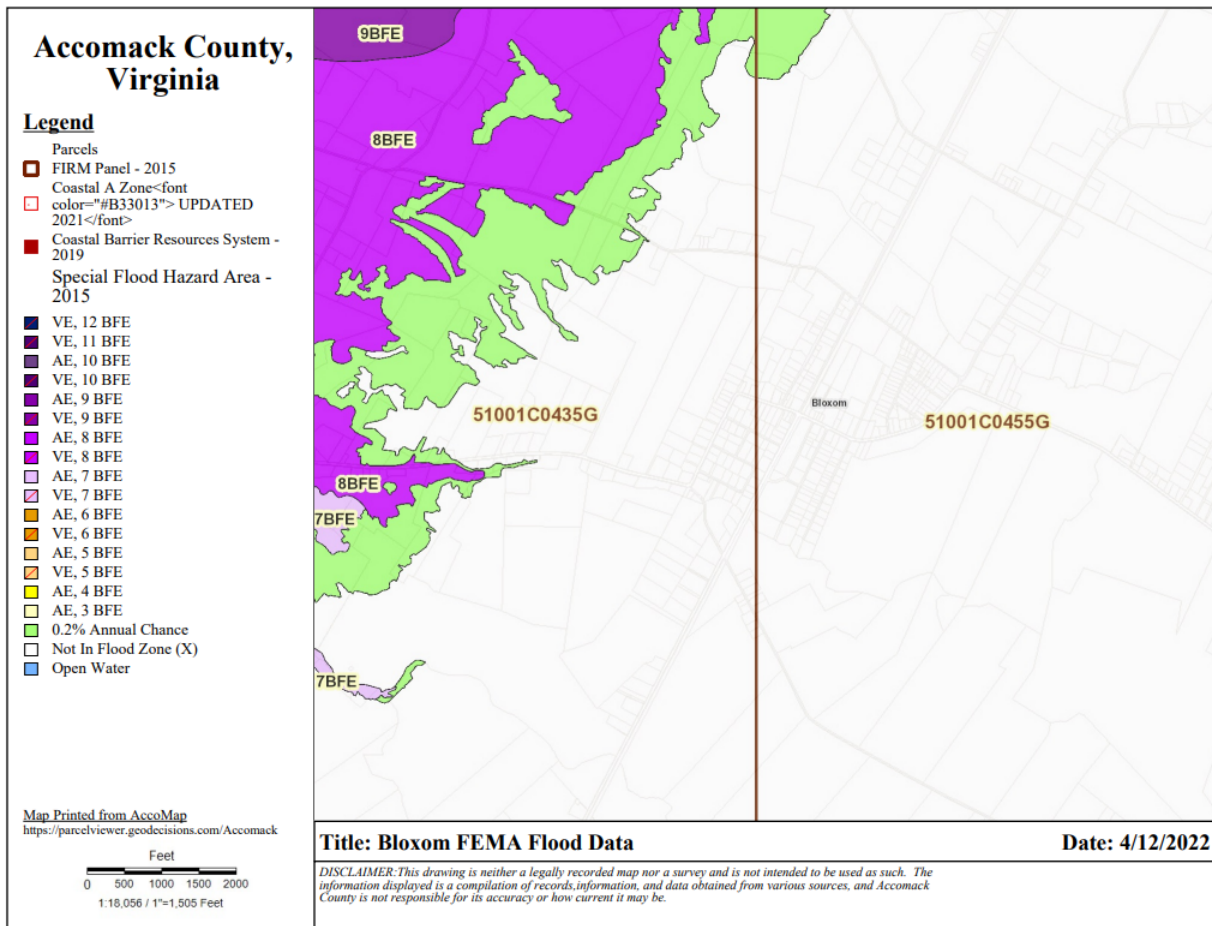 Accomack County,
Virginia
Legend
Parcels
FIRM Panel - 2015
Coastal A Zone<font
color="#B33013"> UPDATED
2021</font>
Coastal Barrier Resources System -
2019
Special Flood Hazard Area -
2015
VE, 12 BFE
VE, 11 BFE
AE, 10 BFE
VE, 10 BFE
AE, 9 BFE
VE, 9 BFE
AE, 8 BFE
VE, 8 BFE
AE, 7 BFE
VE, 7 BFE
AE, 6 BFE
VE, 6 BFE
AE, 5 BFE
VE, 5 BFE
AE, 4 BFE
AE, 3 BFE
0.2% Annual Chance
Not In Flood Zone (X)
Open Water
Map Printed from AccoMap
https://parcelviewer.geodecisions.com/Accomack
Feet
0 500 1000 1500 2000
1:18,056 / 1"=1,505 Feet
9BFE
8BFE
51001C0435G
Bloxom
51001C0455G
8BFE
7BFE
7BFE
Title: Bloxom FEMA Flood Data
Date: 4/12/2022
DISCLAIMER:This drawing is neither a legally recorded map nor a survey and is not intended to be used as such. The
information displayed is a compilation of records,information, and data obtained from various sources, and Accomack
County is not responsible for its accuracy or how current it may be.